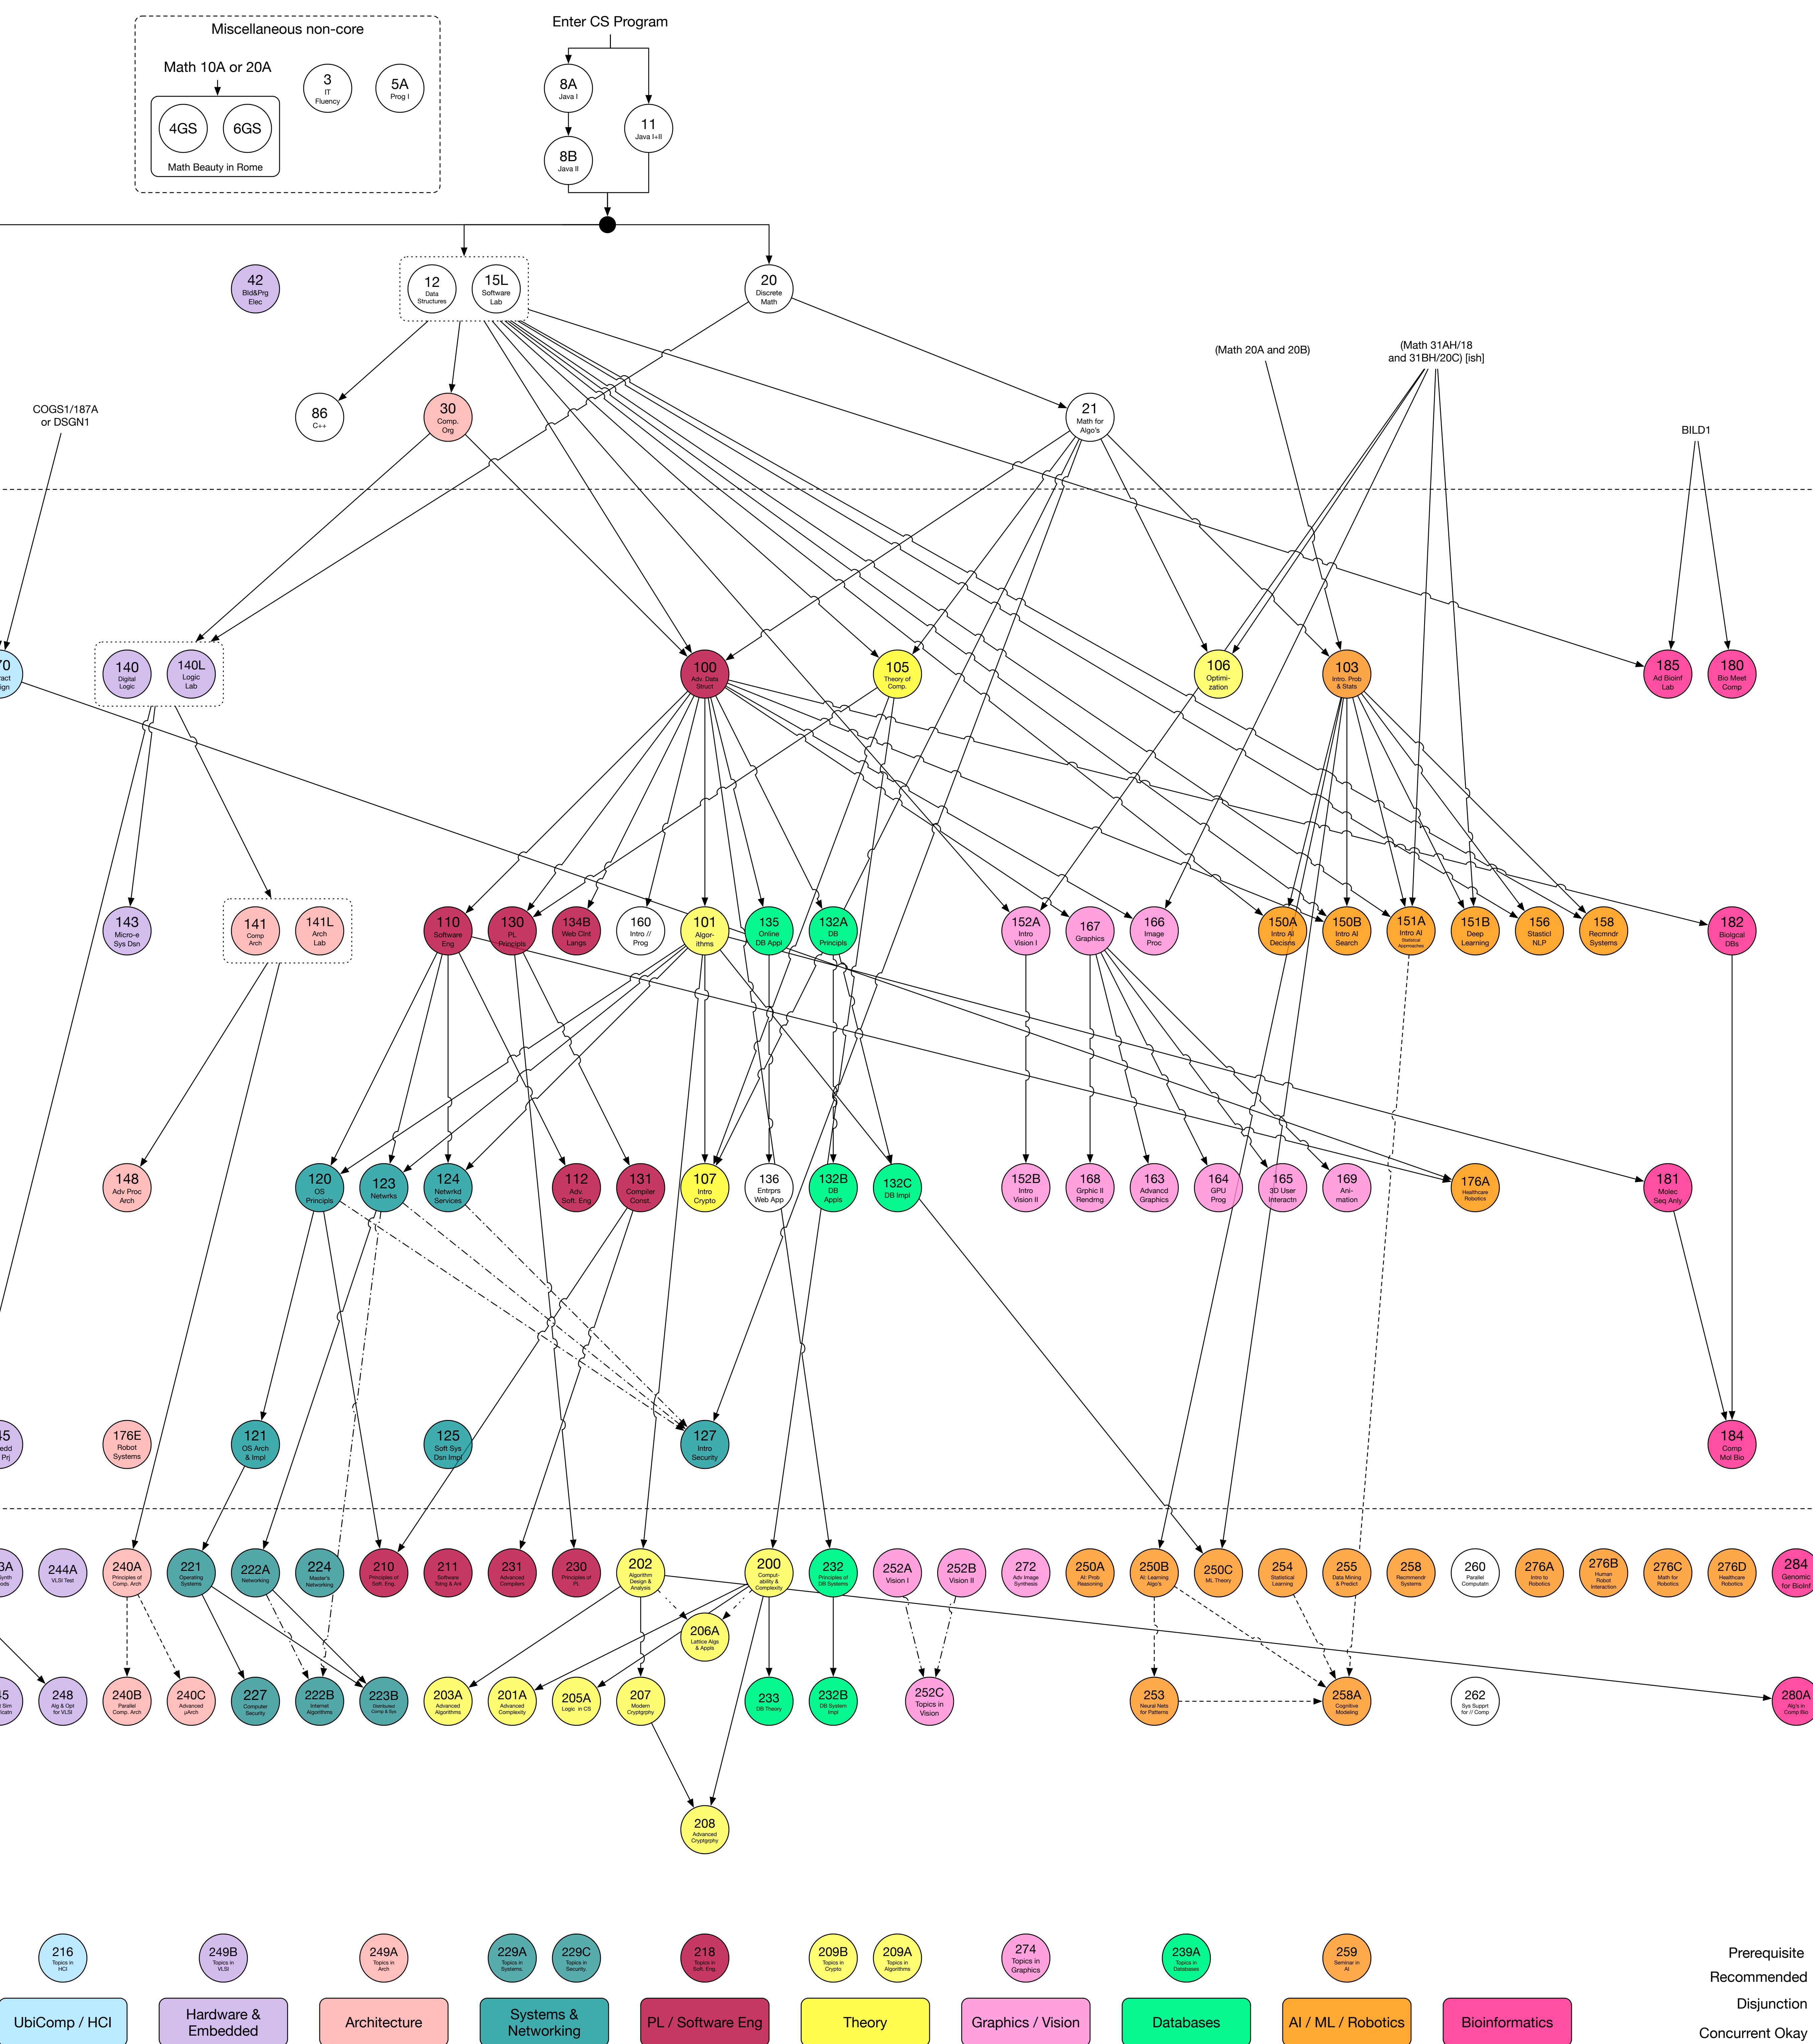 Miscellaneous non-core
Enter CS Program
Math 10A or 20A
3
IT
Fluency
5A
Prog I
4GS
6GS
Math Beauty in Rome
8A
Java I
11
Java I+II
8B
Java II
42
Bld&Prg
Elec
12
Data
Structures
15L
Software
Lab
20
Discrete
Math
(Math 20A and 20B)
(Math 31AH/18
and 31BH/20C) [ish]
COGS1/187A
or DSGN1
86
C++
30
Comp.
Org
21
Math for
Algo's
BILD1
70
ract
ign
140
Digital
Logic
140L
Logic
Lab
100
Adv. Data
Struct
105
Theory of
Comp.
106
Optimi-
zation
103
Intro. Prob
& Stats
185
Ad Bioinf
Lab
180
Bio Meet
Comp
143
Micro-e
Sys Dsn
141
Comp
Arch
141L
Arch
Lab
110
Software
Eng
130
PL
Principls
134B
Web Clnt
Langs
160
Intro //
Prog
101
Algor-
ithms
135
Online
DB Appl
132A
DB
Principls
152A
Intro
Vision I
167
Graphics
166
Image
Proc
150A
Intro AI
Decisns
150B
Intro AI
Search
151A
Intro AI
Statistical
Approaches
151B
Deep
Learning
156
Stasticl
NLP
158
Recmndr
Systems
182
Biolgcal
DBs
148
Adv Proc
Arch
120
OS
Principls
123
Netwrks
124
Netwrkd
Services
112
Adv.
Soft. Eng
131
Compiler
Const.
107
Intro
Crypto
136
Entrprs
Web App
132B
DB
Appls
132C
DB Impl
152B
Intro
Vision II
168
Grphic II
Rendrng
163
Advancd
Graphics
164
GPU
Prog
165
3D User
Interactn
169
Ani-
mation
176A
Healthcare
Robotics
181
Molec
Seq Anly
45
edd
Prj
176E
Robot
Systems
121
OS Arch
& Impl
125
Soft Sys
Dsn Impl
127
Intro
Security
184
Comp
Mol Bio
3A
Synth
ods
244A
VLSI Test
240A
Principles of
Comp. Arch
221
Operating
Systems
222A
Networking
224
Master's
Networking
210
Principles of
Soft. Eng
211
Software
Tstng & Anl
231
Advanced
Compilers
230
Principles of
PL
202
Algorithm
Design &
Analysis
200
Comput-
ability &
Complexity
232
Principles of
DB Systems
252A
Vision I
252B
Vision II
272
Adv Image
Synthesis
250A
AI: Prob
Reasoning
250B
AI: Learning
Algo's
250C
ML Theory
254
Statistical
Learning
255
Data Mining
& Predict
258
Recmmendr
Systems
260
Parallel
Computatn
276A
Intro to
Robotics
276B
Human
Robot
Interaction
276C
Math for
Robotics
276D
Healthcare
Robotics
284
Genomic
for BioInf
206A
Lattice Algs
& Appls
45
Sim
ficatn
248
Alg & Opt
for VLSI
240B
Parallel
Comp. Arch
240C
Advanced
µArch
227
Computer
Security
222B
Internet
Algorithms
223B
Distributed
Comp & Sys
203A
Advanced
Algorithms
201A
Advanced
Complexity
205A
Logic in CS
207
Modern
Cryptgrphy
233
DB Theory
232B
DB System
Impl
252C
Topics in
Vision
253
Neural Nets
for Patterns
258A
Cognitive
Modeling
262
Sys Supprt
for // Comp
280A
Alg's in
Comp Bio
208
Advanced
Cryptgrphy
216
Topics in
HCI
249B
Topics in
VLSI
249A
Topics in
Arch
229A
Topics in
Systems.
229C
Topics in
Security.
218
Topics in
Soft. Eng.
209B
Topics in
Crypto
209A
Topics in
Algorithms
274
Topics in
Graphics
239A
Topics in
Databases
259
Seminar in
AI
Prerequisite
Recommended
Disjunction
Concurrent Okay
UbiComp / HCI
Hardware &
Embedded
Architecture
Systems &
Networking
PL / Software Eng
Theory
Graphics / Vision
Databases
AI / ML / Robotics
Bioinformatics